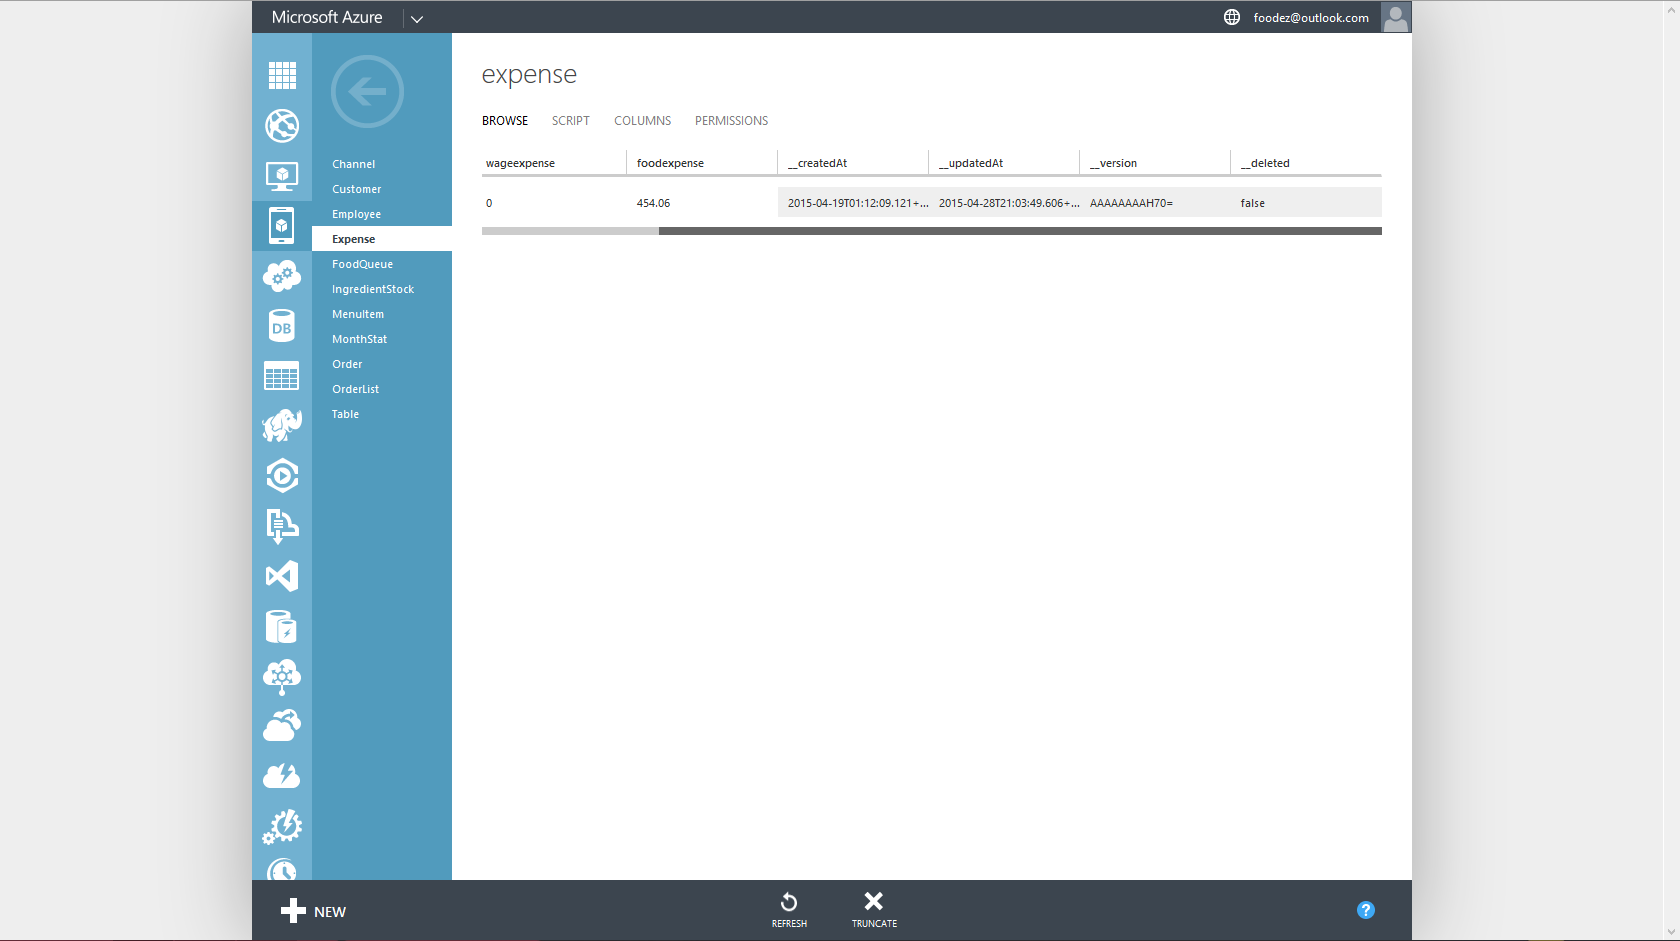 Microsoft Azure
foodez@outlook.com
Channel
Customer
Employee
Expense
FoodQueue
IngredientStock
MenuItem
MonthStat
Order
OrderList
Table
DB
expense
BROWSE SCRIPT COLUMNS PERMISSIONS
wageexpense foodexpense __createdAt __updatedAt __version __deleted
0 454.06 2015-04-19T01:12:09.121+... 2015-04-28T21:03:49.606+... AAAAAAAAH70= false
NEW
REFRESH
TRUNCATE
?